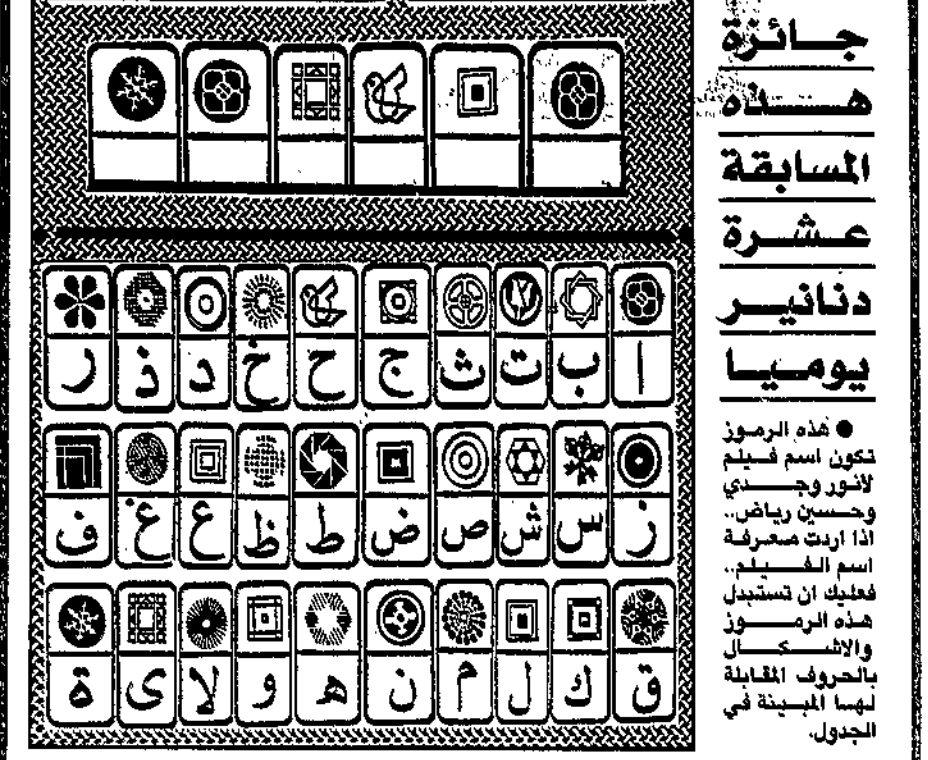 جائزة
هذه
المسابقة
عشرة
دنانير
يوميا
● هذه الرموز
تكون اسم فيلم
لانور وجدي
وحسين رياض..
اذا اردت معرفة
اسم الفيلم..
فعليك ان تستبدل
هذه الرموز
والاشكال
بالحروف المقابلة
لها المبينة في
الجدول.
ا ب ت ث ج ح خ د ذ ر
ز س ش ص ض ط ظ ع غ ف
ق ك ل م ن ه و لا ى ة